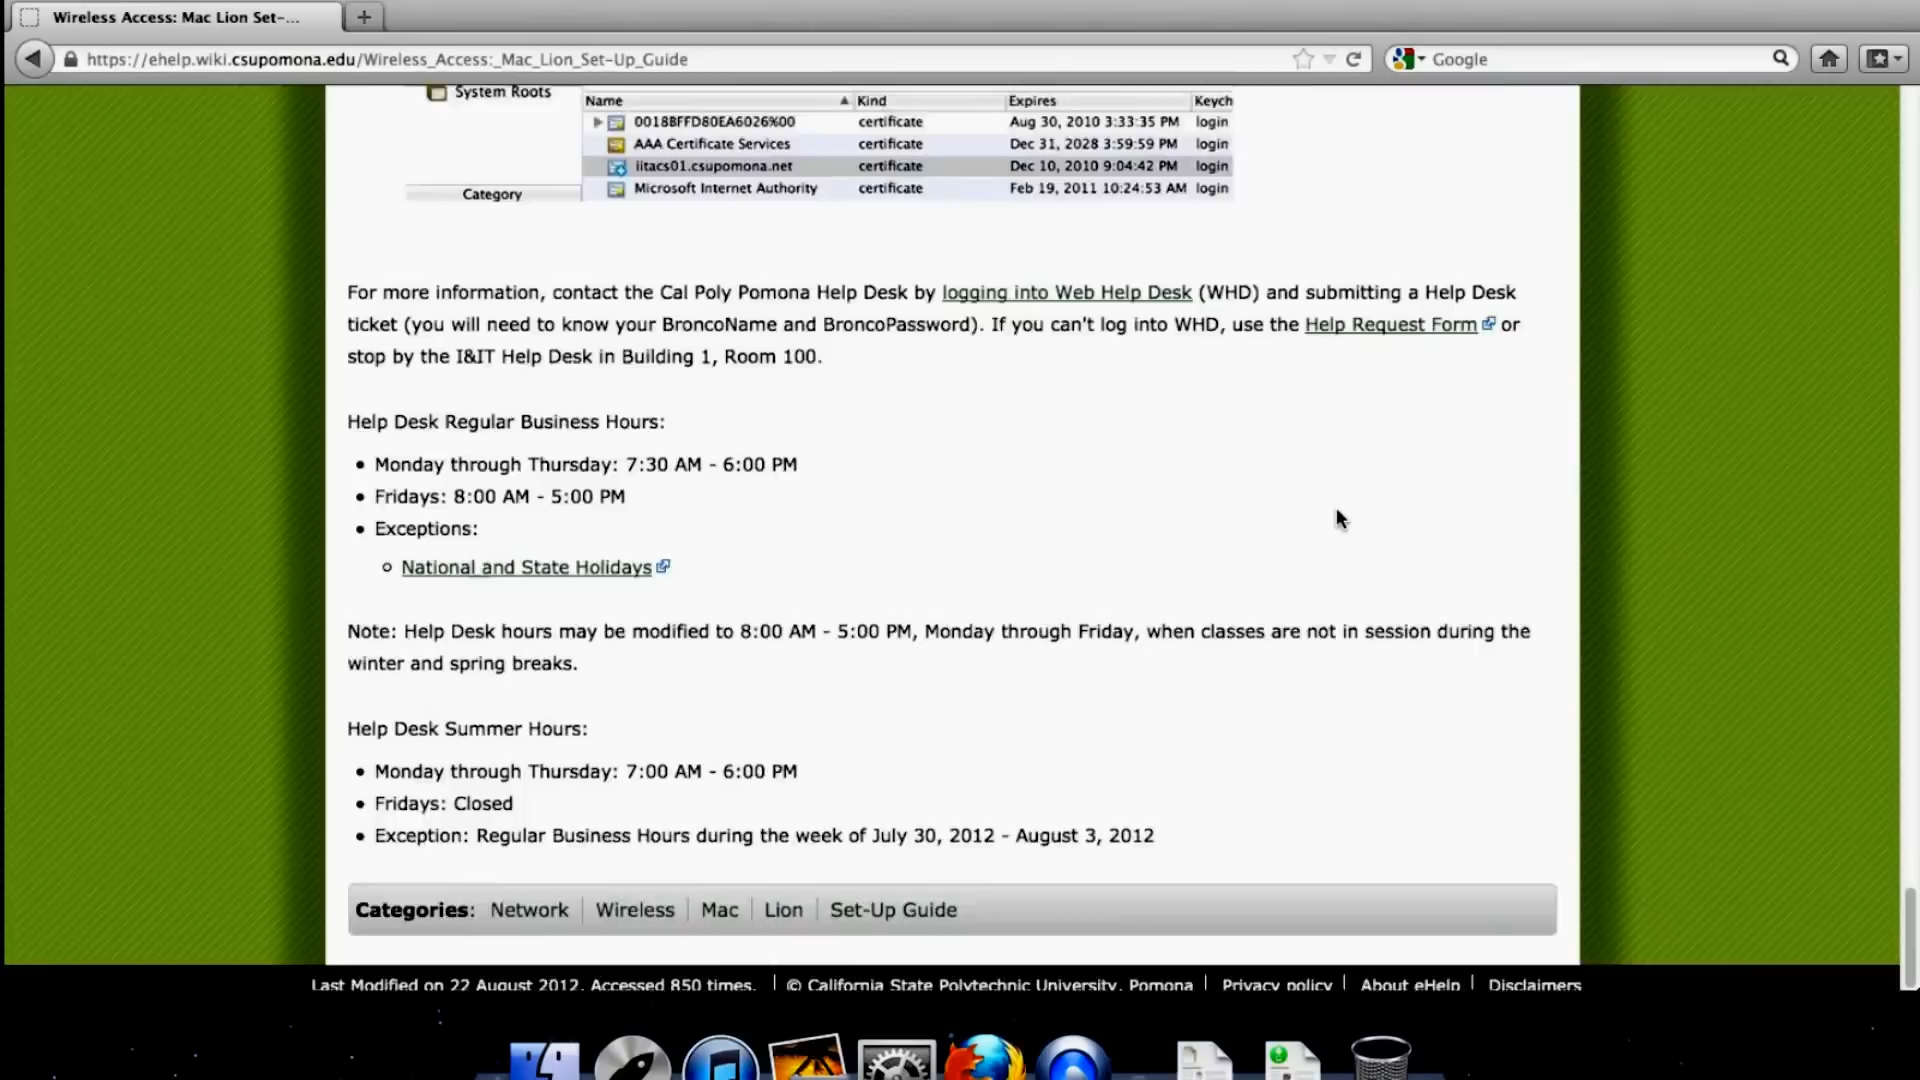 Wireless Access: Mac Lion Set-...
https://ehelp.wiki.csupomona.edu/Wireless_Access:_Mac_Lion_Set-Up_Guide
Google
System Roots
Name Kind Expires Keych
0018BFFD80EA6026%00 certificate Aug 30, 2010 3:33:35 PM login
AAA Certificate Services certificate Dec 31, 2028 3:59:59 PM login
iitacs01.csupomona.net certificate Dec 10, 2010 9:04:42 PM login
Microsoft Internet Authority certificate Feb 19, 2011 10:24:53 AM login
Category
For more information, contact the Cal Poly Pomona Help Desk by logging into Web Help Desk (WHD) and submitting a Help Desk
ticket (you will need to know your BroncoName and BroncoPassword). If you can't log into WHD, use the Help Request Form or
stop by the I&IT Help Desk in Building 1, Room 100.
Help Desk Regular Business Hours:
• Monday through Thursday: 7:30 AM - 6:00 PM
• Fridays: 8:00 AM - 5:00 PM
• Exceptions:
National and State Holidays
Note: Help Desk hours may be modified to 8:00 AM - 5:00 PM, Monday through Friday, when classes are not in session during the
winter and spring breaks.
Help Desk Summer Hours:
• Monday through Thursday: 7:00 AM - 6:00 PM
• Fridays: Closed
• Exception: Regular Business Hours during the week of July 30, 2012 - August 3, 2012
Categories: Network | Wireless | Mac | Lion | Set-Up Guide
Last Modified on 22 August 2012. Accessed 850 times. | © California State Polytechnic University, Pomona | Privacy policy | About eHelp | Disclaimers